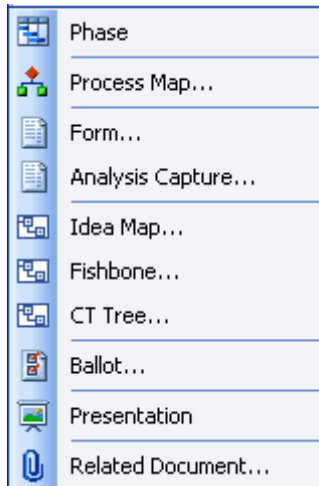 Phase
Process Map...
Form...
Analysis Capture...
Idea Map...
Fishbone...
CT Tree...
Ballot...
Presentation
Related Document...